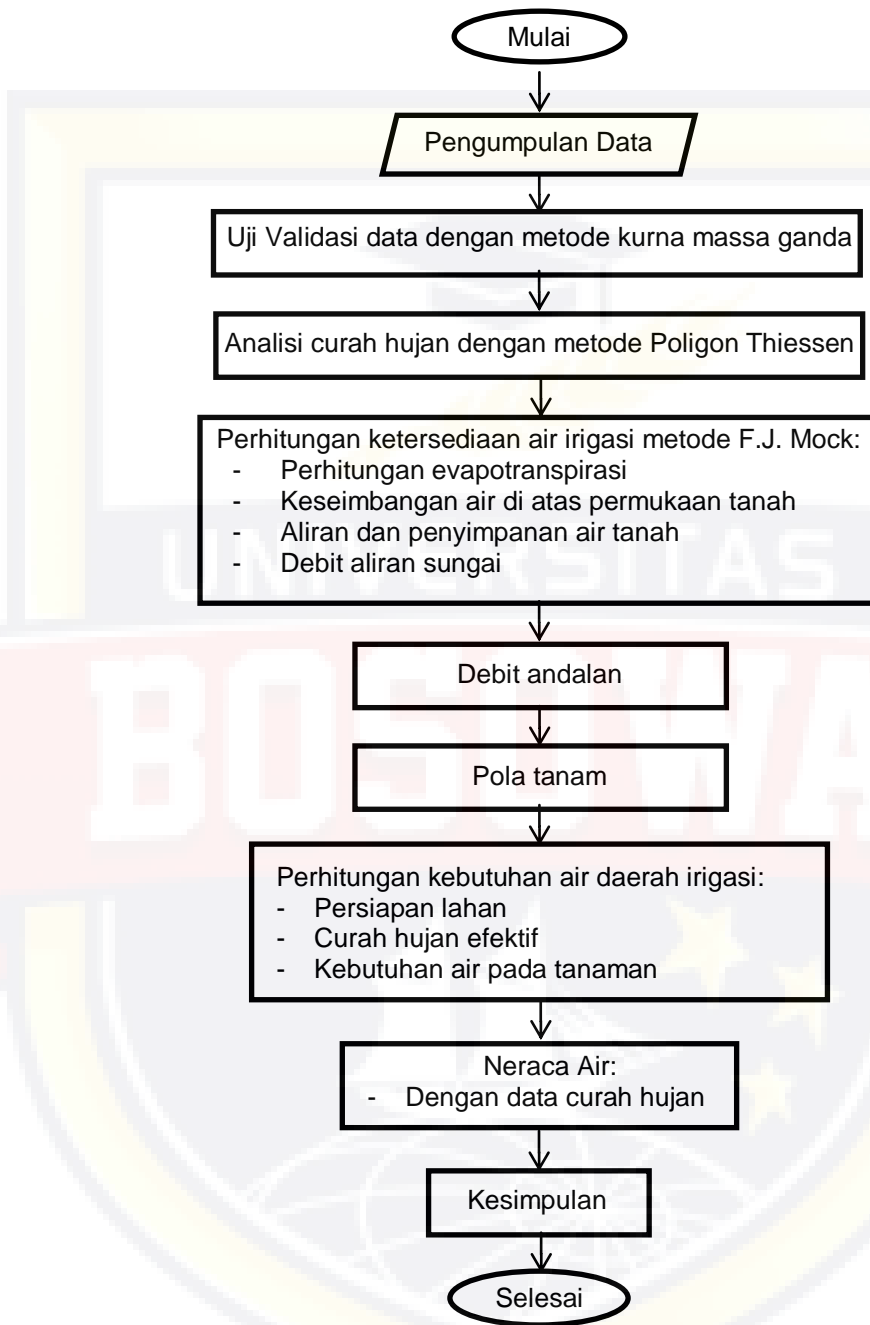 Mulai
Pengumpulan Data
Uji Validasi data dengan metode kurna massa ganda
Analisi curah hujan dengan metode Poligon Thiessen
Perhitungan ketersediaan air irigasi metode F.J. Mock:
- Perhitungan evapotranspirasi
- Keseimbangan air di atas permukaan tanah
- Aliran dan penyimpanan air tanah
- Debit aliran sungai
UNIVERSITAS
Debit andalan
BOSOWA
Pola tanam
Perhitungan kebutuhan air daerah irigasi:
- Persiapan lahan
- Curah hujan efektif
- Kebutuhan air pada tanaman
Neraca Air:
- Dengan data curah hujan
Kesimpulan
Selesai